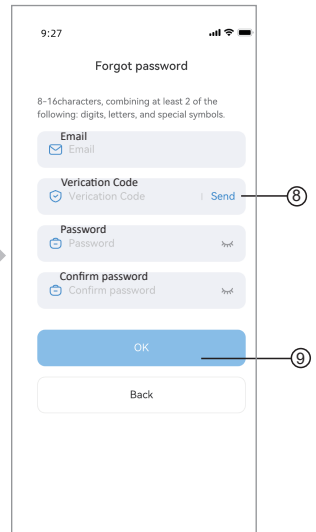 9:27
Forgot password
8-16characters, combining at least 2 of the
following: digits, letters, and special symbols.
Email
Email
Verication Code
Verication Code
Send
⑧
Password
Password
Confirm password
Confirm password
OK
⑨
Back